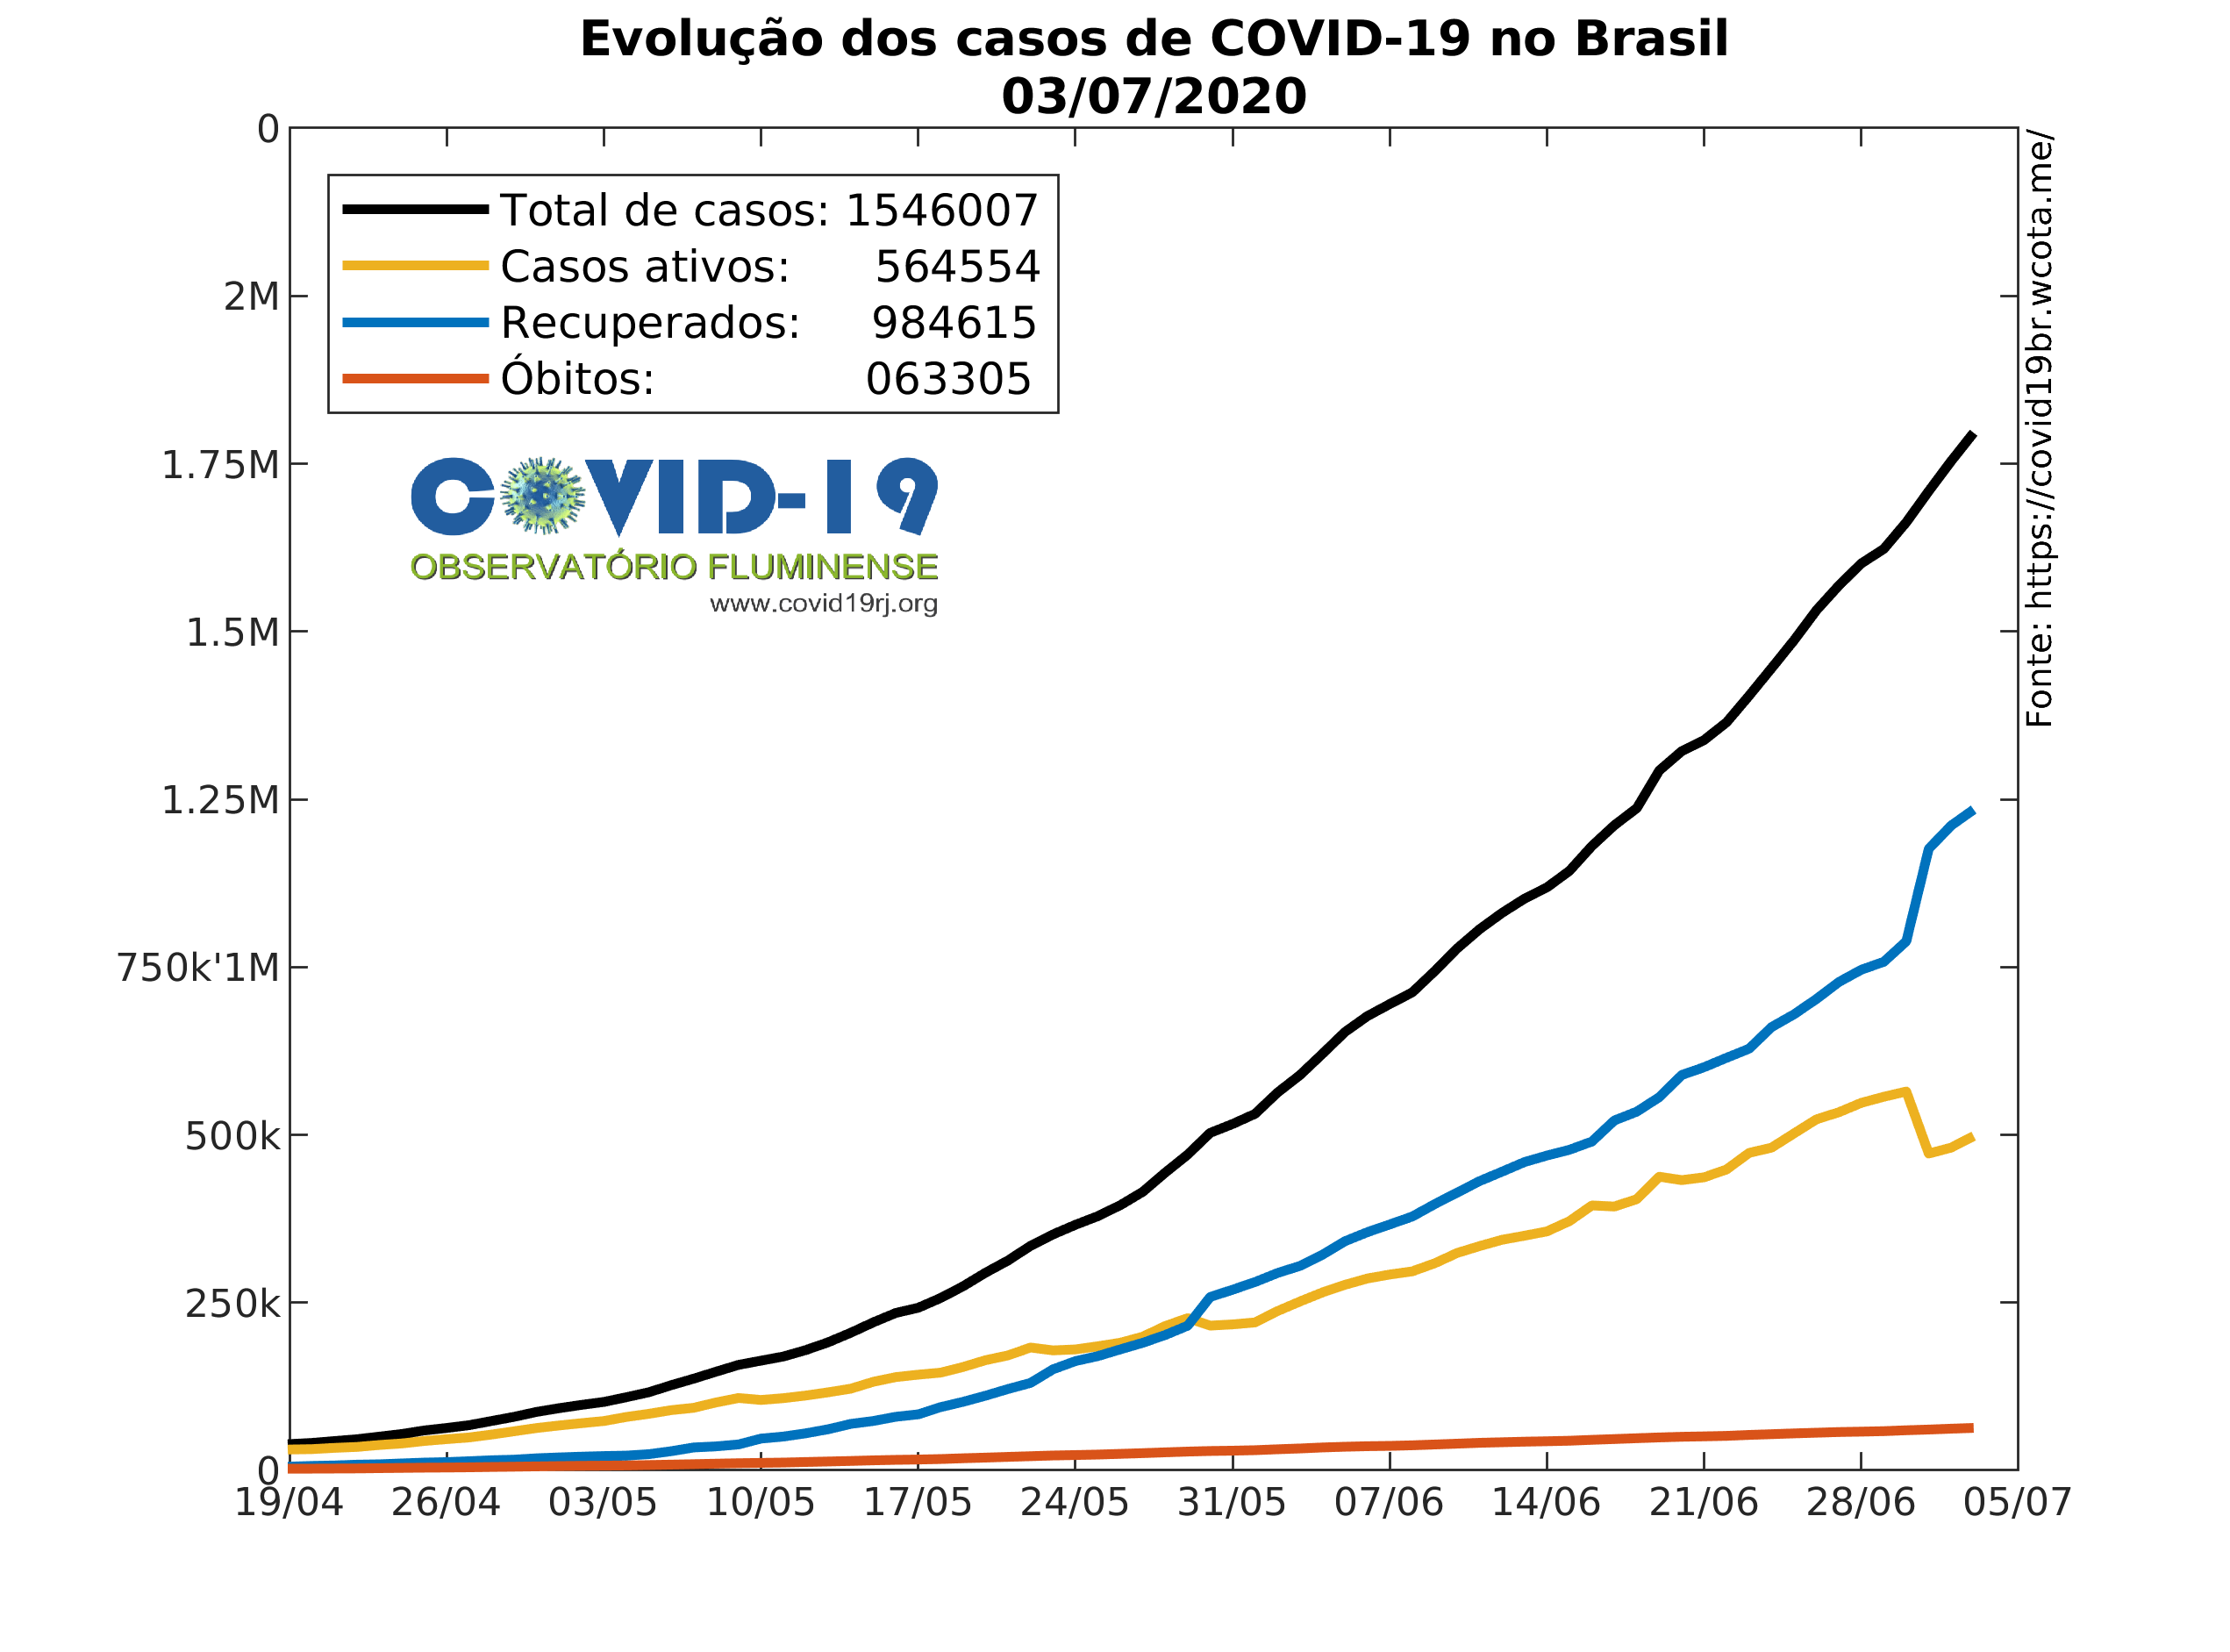 Evolução dos casos de COVID-19 no Brasil
03/07/2020
Total de casos: 1546007
Casos ativos: 564554
Recuperados: 984615
Óbitos: 063305
COVID-19
OBSERVATÓRIO FLUMINENSE
www.covid19rj.org
Fonte: https://covid19br.wcota.me/
0
2M
1.75M
1.5M
1.25M
750k'1M
500k
250k
0
19/04 26/04 03/05 10/05 17/05 24/05 31/05 07/06 14/06 21/06 28/06 05/07